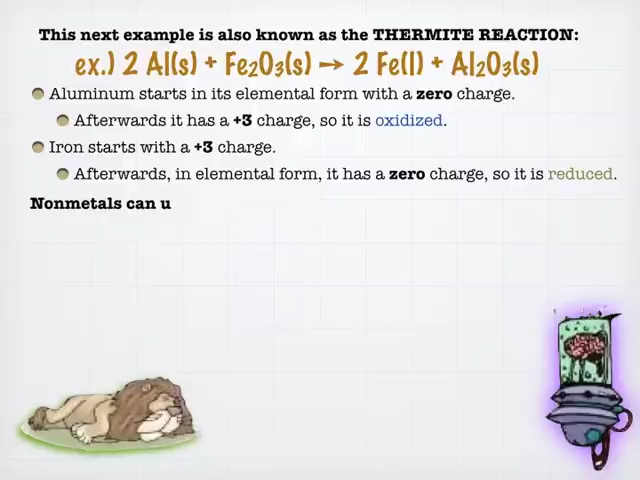 This next example is also known as the THERMITE REACTION:
ex.) 2 Al(s) + Fe₂O₃(s) → 2 Fe(l) + Al₂O₃(s)
Aluminum starts in its elemental form with a zero charge.
Afterwards it has a +3 charge, so it is oxidized.
Iron starts with a +3 charge.
Afterwards, in elemental form, it has a zero charge, so it is reduced.
Nonmetals can u